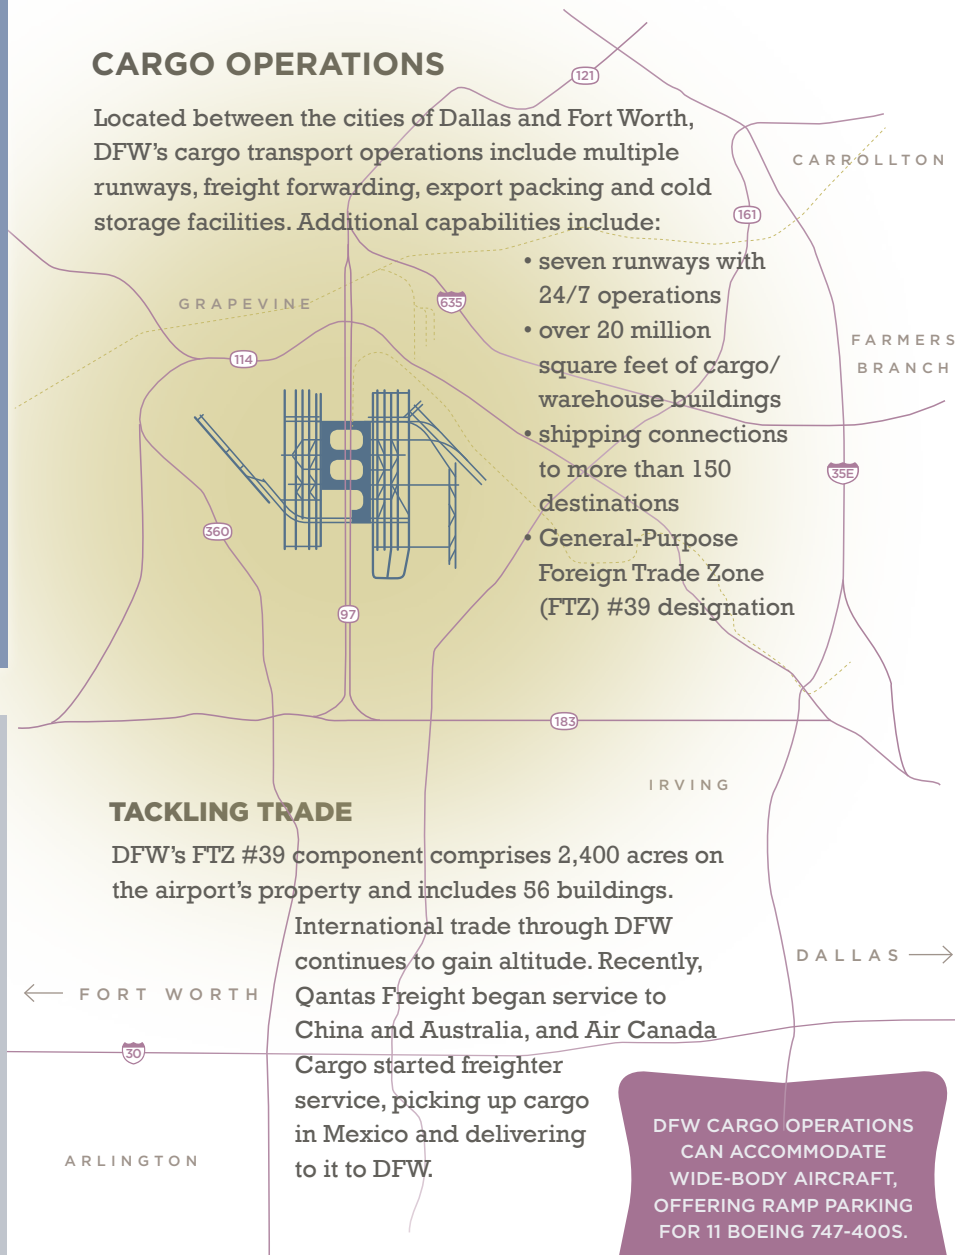 CARGO OPERATIONS
Located between the cities of Dallas and Fort Worth,
DFW's cargo transport operations include multiple
runways, freight forwarding, export packing and cold
storage facilities. Additional capabilities include:
• seven runways with
24/7 operations
• over 20 million
square feet of cargo/
warehouse buildings
• shipping connections
to more than 150
destinations
• General-Purpose
Foreign Trade Zone
(FTZ) #39 designation
121
CARROLLTON
161
GRAPEVINE
635
FARMERS
BRANCH
114
35E
360
97
183
IRVING
TACKLING TRADE
DFW's FTZ #39 component comprises 2,400 acres on
the airport's property and includes 56 buildings.
International trade through DFW
continues to gain altitude. Recently,
Qantas Freight began service to
China and Australia, and Air Canada
Cargo started freighter
service, picking up cargo
in Mexico and delivering
to it to DFW.
DALLAS
FORT WORTH
30
ARLINGTON
DFW CARGO OPERATIONS
CAN ACCOMMODATE
WIDE-BODY AIRCRAFT,
OFFERING RAMP PARKING
FOR 11 BOEING 747-400S.